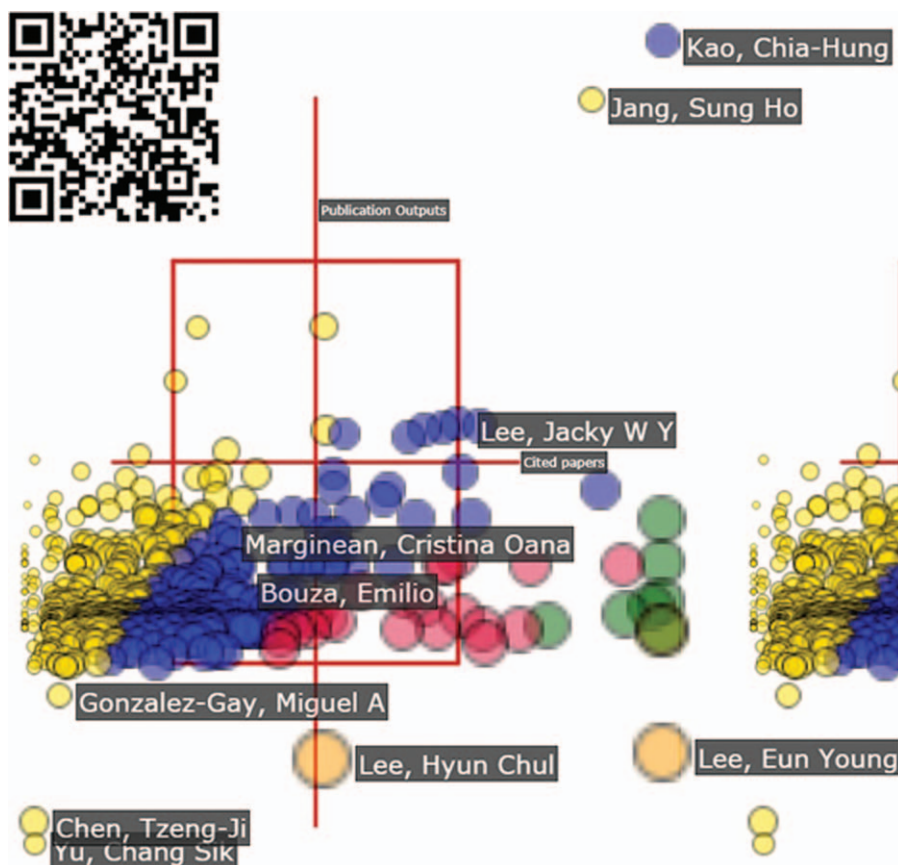 Kao, Chia-Hung
Jang, Sung Ho
Publication Outputs
Lee, Jacky W Y
Cited papers
Marginean, Cristina Oana
Bouza, Emilio
Gonzalez-Gay, Miguel A
Lee, Hyun Chul
Lee, Eun Young
Chen, Tzeng-Ji
Yu, Chang Sik